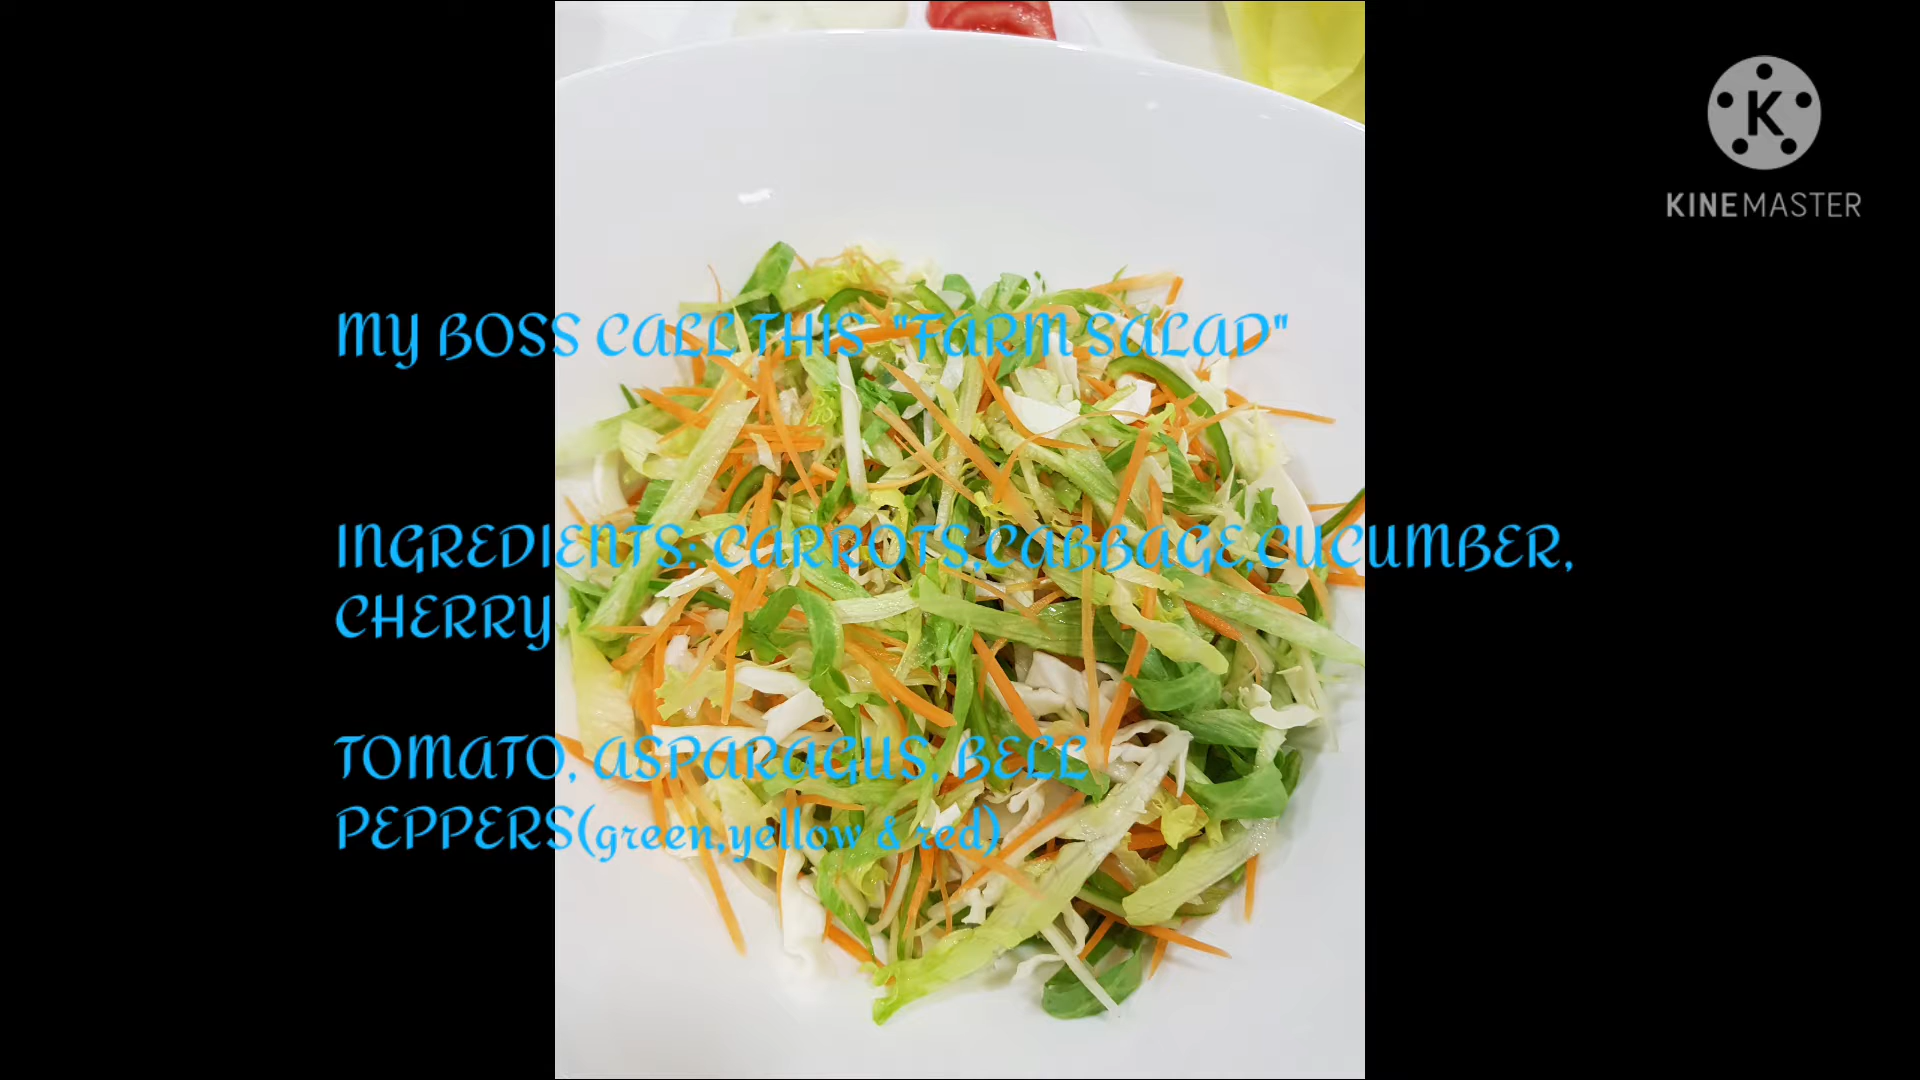 KINEMASTER
MY BOSS CALL THIS "FARM SALAD"
INGREDIENTS: CARROTS,CABBAGE,CUCUMBER,
CHERRY
TOMATO, ASPARAGUS, BELL
PEPPERS(green,yellow & red)